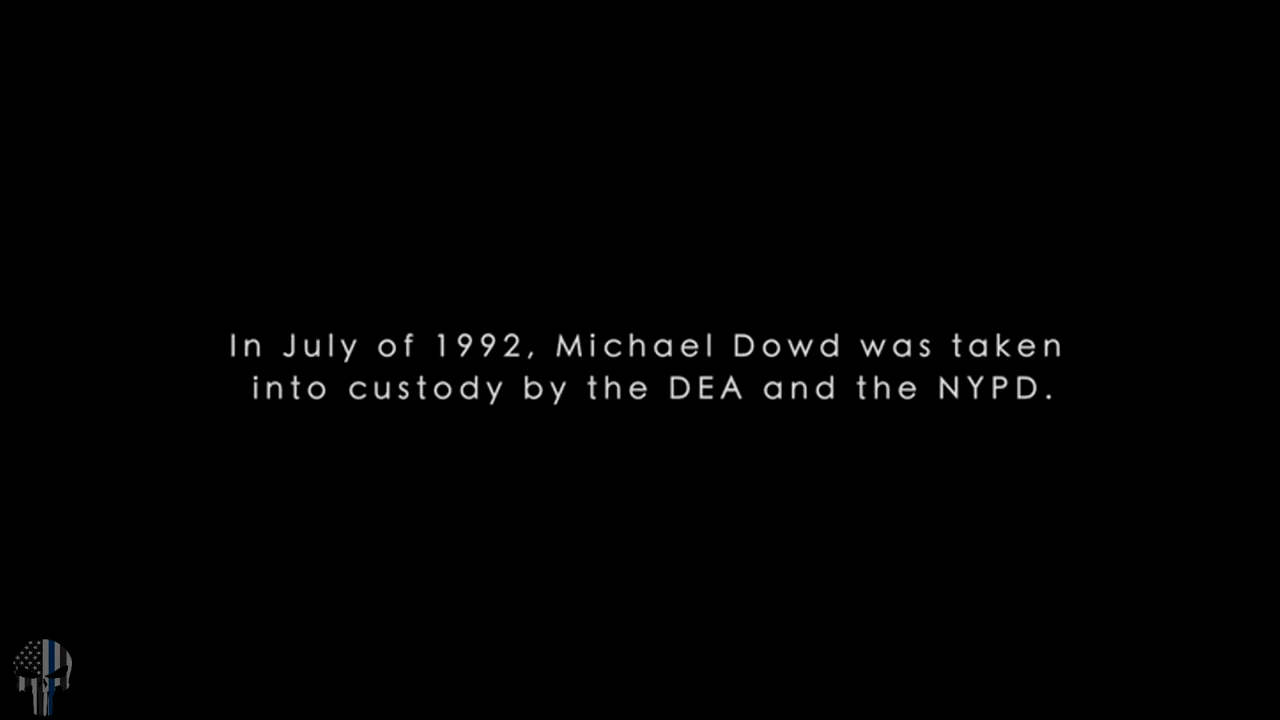 In July of 1992, Michael Dowd was taken
into custody by the DEA and the NYPD.